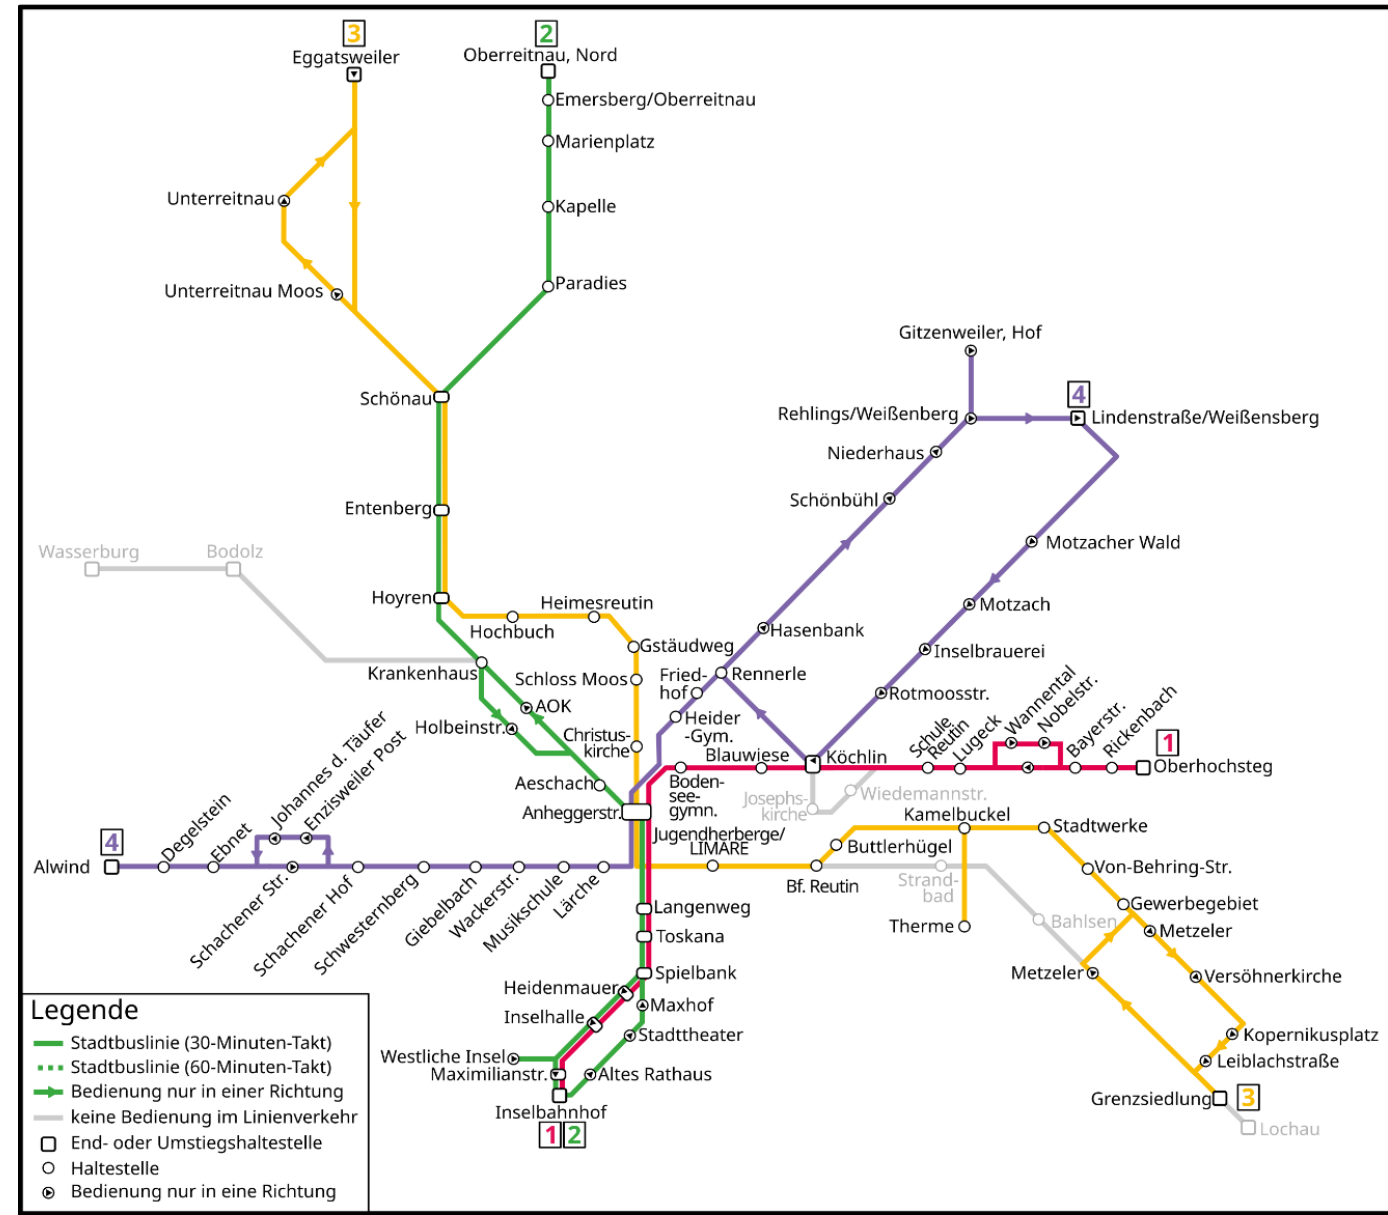 3
2
Eggatsweiler
Oberreitnau, Nord
Emersberg/Oberreitnau
Marienplatz
Unterreitnau
Kapelle
Unterreitnau Moos
Paradies
Gitzenweiler, Hof
4
Schönau
Rehlings/Weißenberg
Lindenstraße/Weißensberg
Niederhaus
Schönbühl
Entenberg
Motzacher Wald
Wasserburg
Bodolz
Hoyren
Heimesreutin
Motzach
Hochbuch
Hasenbank
Gstäudweg
Inselbrauerei
Krankenhaus
Schloss Moos
Fried-
hof
Rennerle
Rotmoosstr.
AOK
Holbeinstr.
Heider
-Gym.
Christus-
kirche
Blauwiese
Köchlin
Schule
Reutin
Lugeck
Wannental
Nobelstr.
Bayerstr.
Rickenbach
1
Oberhochsteg
Aeschach
Boden-
see-
gymn.
Josephs-
kirche
Wiedemannstr.
Anheggerstr.
Jugendherberge/
LIMARE
Kamelbuckel
Stadtwerke
Buttlerhügel
4
Alwind
Degelstein
Ebnet
Johannes d. Täufer
Enzisweiler Post
Schachener Str.
Schachener Hof
Schwesternberg
Giebelbach
Wackerstr.
Musikschule
Lärche
Bf. Reutin
Strand-
bad
Von-Behring-Str.
Gewerbegebiet
Langenweg
Therme
Bahlsen
Metzeler
Toskana
Metzeler
Versöhnerkirche
Spielbank
Heidenmauer
Maxhof
Inselhalle
Stadttheater
Kopernikusplatz
Westliche Insel
Leiblachstraße
Maximilianstr.
Altes Rathaus
Inselbahnhof
Grenzsiedlung
3
1
2
Lochau
Legende
Stadtbuslinie (30-Minuten-Takt)
Stadtbuslinie (60-Minuten-Takt)
Bedienung nur in einer Richtung
keine Bedienung im Linienverkehr
End- oder Umstiegshaltestelle
Haltestelle
Bedienung nur in eine Richtung